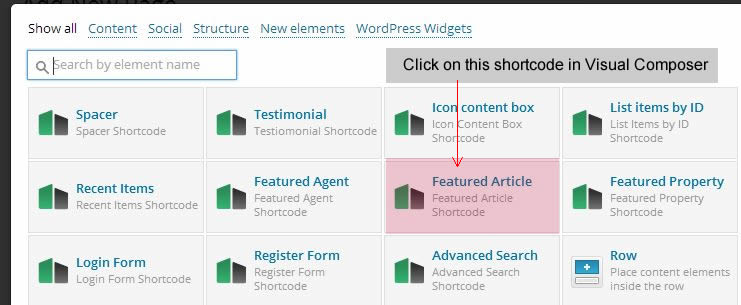 Add New Page
Show all Content Social Structure New elements WordPress Widgets
Search by element name
Click on this shortcode in Visual Composer
Spacer
Spacer Shortcode
Testimonial
Testiomonial Shortcode
Icon content box
Icon Content Box
Shortcode
List items by ID
List Items by ID
Shortcode
Recent Items
Recent Items Shortcode
Featured Agent
Featured Agent
Shortcode
Featured Article
Featured Article
Shortcode
Featured Property
Featured Property
Shortcode
Login Form
Login Form Shortcode
Register Form
Register Form
Shortcode
Advanced Search
Advanced Search
Shortcode
Row
Place content elements
inside the row